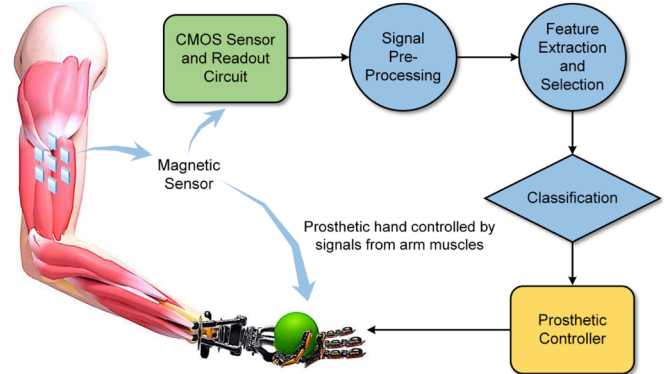 CMOS Sensor
and Readout
Circuit
Signal
Pre-
Processing
Feature
Extraction
and
Selection
Magnetic
Sensor
Classification
Prosthetic hand controlled by
signals from arm muscles
Prosthetic
Controller